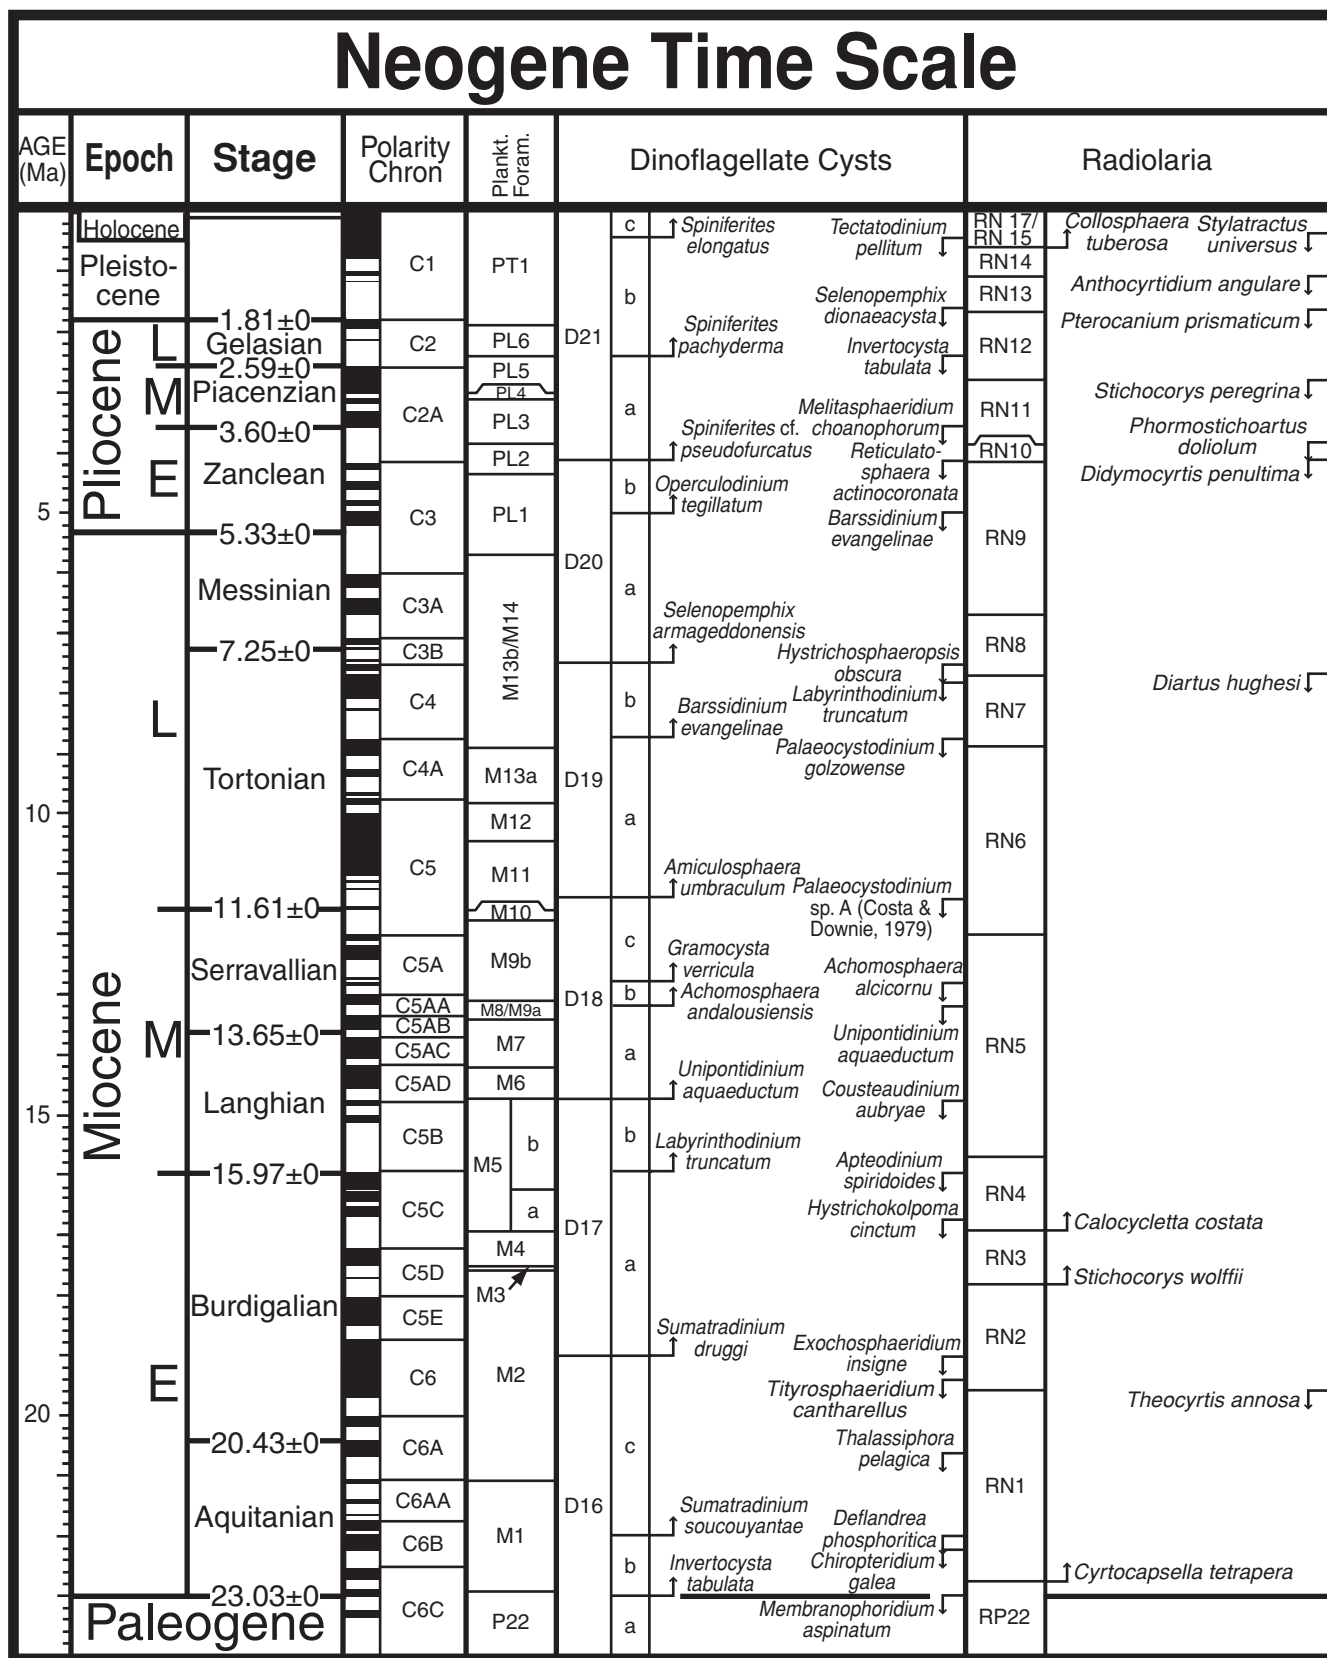 Neogene Time Scale
AGE
(Ma)
Epoch
Stage
Polarity
Chron
Plankt.
Foram.
Dinoflagellate Cysts
Radiolaria
5
10
15
20
Holocene
Pleisto-
cene
Pliocene
L
M
E
Miocene
L
M
E
Paleogene
1.81±0
Gelasian
2.59±0
Piacenzian
3.60±0
Zanclean
5.33±0
Messinian
7.25±0
Tortonian
11.61±0
Serravallian
13.65±0
Langhian
15.97±0
Burdigalian
20.43±0
Aquitanian
23.03±0
C1
C2
C2A
C3
C3A
C3B
C4
C4A
C5
C5A
C5AA
C5AB
C5AC
C5AD
C5B
C5C
C5D
C5E
C6
C6A
C6AA
C6B
C6C
PT1
PL6
PL5
PL4
PL3
PL2
PL1
M13b/M14
M13a
M12
M11
M10
M9b
M8/M9a
M7
M6
M5
b
a
M4
M3
M2
M1
P22
D21
D20
D19
D18
D17
D16
c
b
a
b
a
b
a
c
b
a
b
a
c
b
a
Spiniferites
elongatus
Spiniferites
pachyderma
Spiniferites cf.
pseudofurcatus
Operculodinium
tegillatum
Selenopemphix
armageddonensis
Barssidinium
evangelinae
Amiculosphaera
umbraculum
Gramocysta
verricula
Achomosphaera
andalousiensis
Unipontidinium
aquaeductum
Labyrinthodinium
truncatum
Sumatradinium
druggi
Sumatradinium
soucouyantae
Invertocysta
tabulata
Tectatodinium
pellitum
Selenopemphix
dionaeacysta
Invertocysta
tabulata
Melitasphaeridium
choanophorum
Reticulato-
sphaera
actinocoronata
Barssidinium
evangelinae
Hystrichosphaeropsis
obscura
Labyrinthodinium
truncatum
Palaeocystodinium
golzowense
Palaeocystodinium
sp. A (Costa &
Downie, 1979)
Achomosphaera
alcicornu
Unipontidinium
aquaeductum
Cousteaudinium
aubryae
Apteodinium
spiridoides
Hystrichokolpoma
cinctum
Exochosphaeridium
insigne
Tityrosphaeridium
cantharellus
Thalassiphora
pelagica
Deflandrea
phosphoritica
Chiropteridium
galea
Membranophoridium
aspinatum
RN 17/
RN 15
RN14
RN13
RN12
RN11
RN10
RN9
RN8
RN7
RN6
RN5
RN4
RN3
RN2
RN1
RP22
Collosphaera
tuberosa
Calocycletta costata
Stichocorys wolffii
Cyrtocapsella tetrapera
Stylatractus
universus
Anthocyrtidium angulare
Pterocanium prismaticum
Stichocorys peregrina
Phormostichoartus
doliolum
Didymocyrtis penultima
Diartus hughesi
Theocyrtis annosa